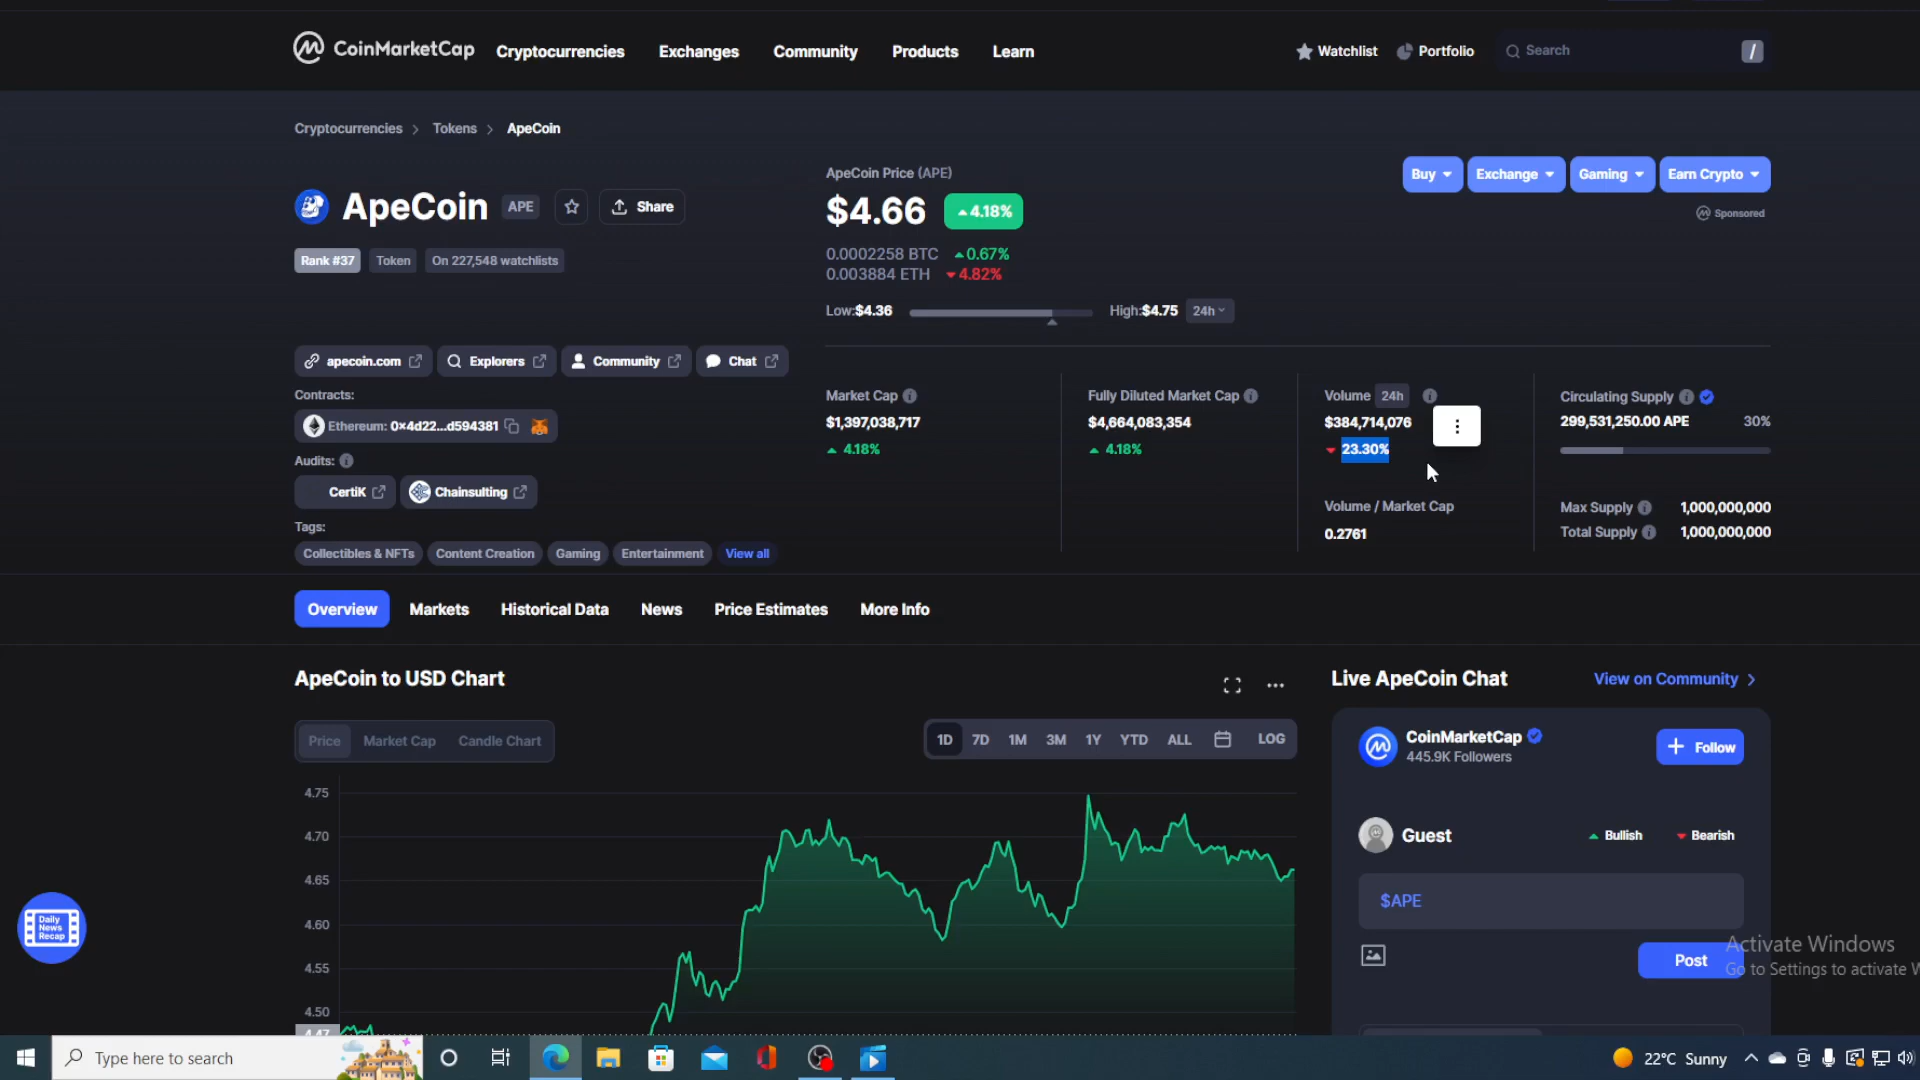 CoinMarketCap Cryptocurrencies Exchanges Community Products Learn Watchlist Portfolio Search /
Cryptocurrencies > Tokens > ApeCoin
ApeCoin APE Share
Rank #37 Token On 227,548 watchlists
ApeCoin Price (APE)
$4.66 4.18%
0.0002258 BTC 0.67%
0.003884 ETH 4.82%
Low:$4.36 High:$4.75 24h
Buy Exchange Gaming Earn Crypto
Sponsored
apecoin.com Explorers Community Chat
Contracts:
Ethereum: 0x4d22...d594381
Audits:
CertiK Chainsulting
Tags:
Collectibles & NFTs Content Creation Gaming Entertainment View all
Market Cap
$1,397,038,717
4.18%
Fully Diluted Market Cap
$4,664,083,354
4.18%
Volume 24h
$384,714,076
23.30%
Volume / Market Cap
0.2761
Circulating Supply
299,531,250.00 APE 30%
Max Supply 1,000,000,000
Total Supply 1,000,000,000
Overview Markets Historical Data News Price Estimates More Info
ApeCoin to USD Chart
Price Market Cap Candle Chart
1D 7D 1M 3M 1Y YTD ALL LOG
4.75
4.70
4.65
4.60
4.55
4.50
4.47
Live ApeCoin Chat View on Community >
CoinMarketCap
445.9K Followers
+ Follow
Guest Bullish Bearish
$APE
Post
Daily
News
Recap
Activate Windows
Go to Settings to activate W
Type here to search
22°C Sunny